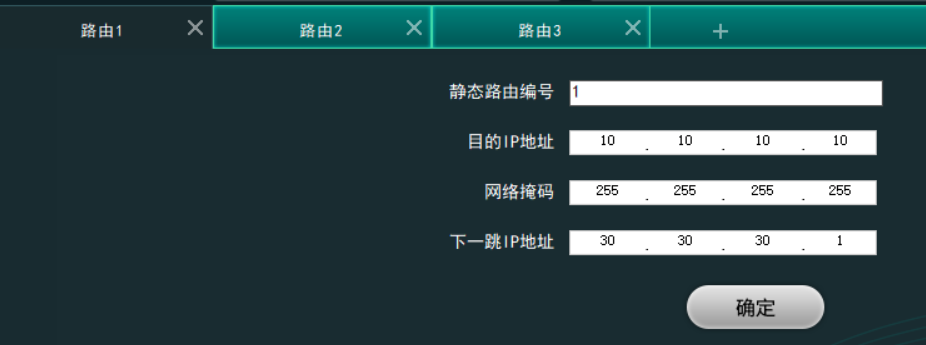 路由1 × 路由2 × 路由3 × +
静态路由编号 1
目的IP地址 10 . 10 . 10 . 10
网络掩码 255 . 255 . 255 . 255
下一跳IP地址 30 . 30 . 30 . 1
确定